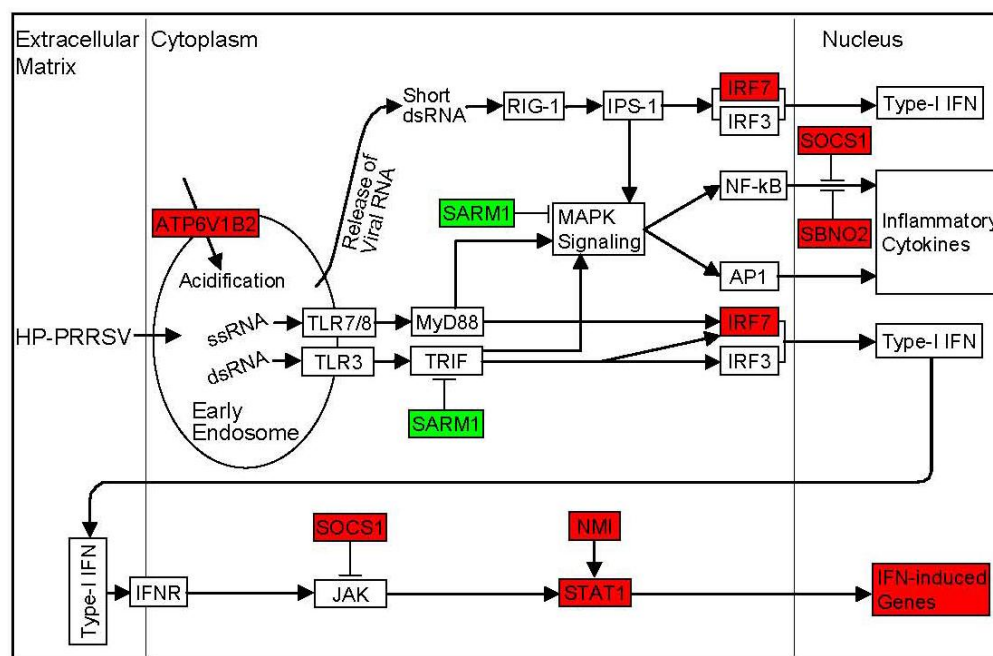 Extracellular
Matrix
Cytoplasm
Nucleus
Short
dsRNA
RIG-1
IPS-1
IRF7
IRF3
Type-I IFN
SOCS1
Release of
Viral RNA
NF-kB
ATP6V1B2
SARM1
MAPK
Signaling
SBNO2
Inflammatory
Cytokines
Acidification
AP1
HP-PRRSV
ssRNA
TLR7/8
MyD88
IRF7
Type-I IFN
dsRNA
TLR3
TRIF
IRF3
Early
Endosome
SARM1
Type-I IFN
SOCS1
NMI
IFNR
JAK
STAT1
IFN-induced
Genes